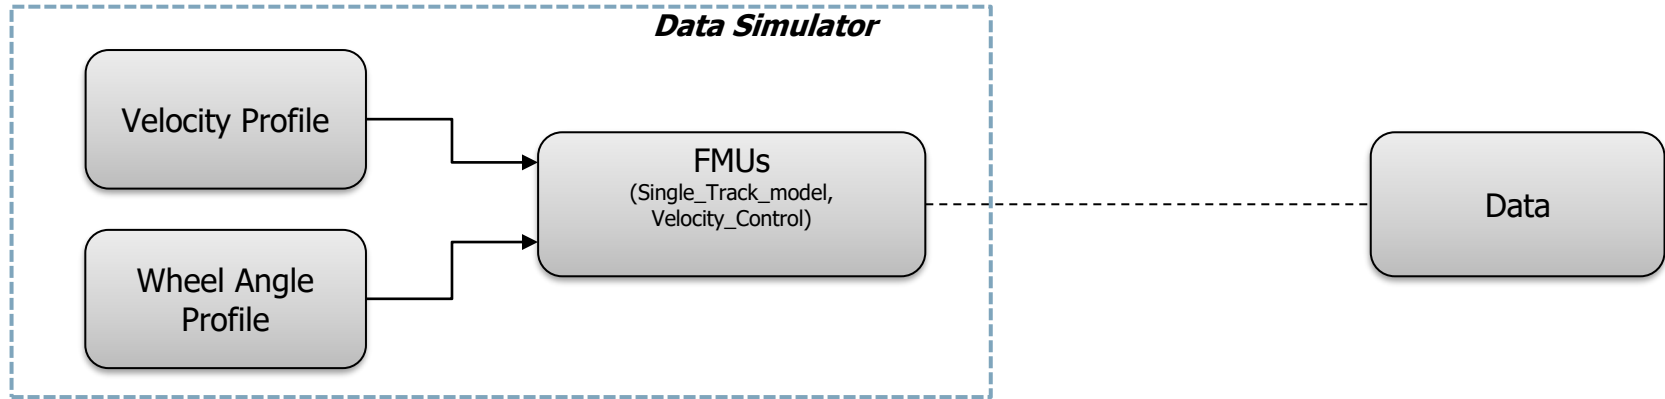 Data Simulator
Velocity Profile
Wheel Angle
Profile
FMUs
(Single_Track_model,
Velocity_Control)
Data